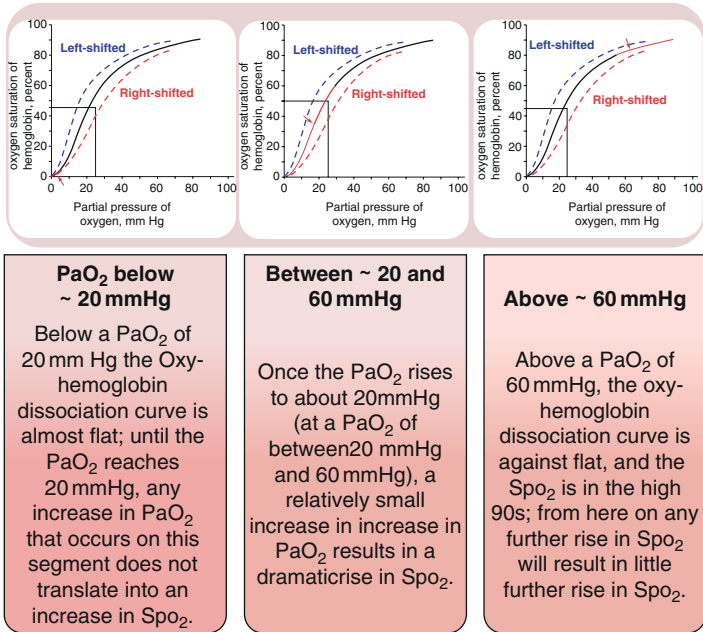 oxygen saturation of
hemoglobin, percent
100
80
60
40
20
0
Left-shifted
Right-shifted
0 20 40 60 80 100
Partial pressure of
oxygen, mm Hg
oxygen saturation of
hemoglobin, percent
100
80
60
40
20
0
Left-shifted
Right-shifted
0 20 40 60 80 100
Partial pressure of
oxygen, mm Hg
oxygen saturation of
hemoglobin, percent
100
80
60
40
20
0
Left-shifted
Right-shifted
0 20 40 60 80 100
Partial pressure of
oxygen, mm Hg
PaO₂ below
~ 20 mmHg
Below a PaO₂ of
20 mm Hg the Oxy-
hemoglobin
dissociation curve is
almost flat; until the
PaO₂ reaches
20 mmHg, any
increase in PaO₂
that occurs on this
segment does not
translate into an
increase in Spo₂.
Between ~ 20 and
60 mmHg
Once the PaO₂ rises
to about 20mmHg
(at a PaO₂ of
between20 mmHg
and 60 mmHg), a
relatively small
increase in increase in
PaO₂ results in a
dramaticrise in Spo₂.
Above ~ 60 mmHg
Above a PaO₂ of
60 mmHg, the oxy-
hemoglobin
dissociation curve is
against flat, and the
Spo₂ is in the high
90s; from here on any
further rise in Spo₂
will result in little
further rise in Spo₂.